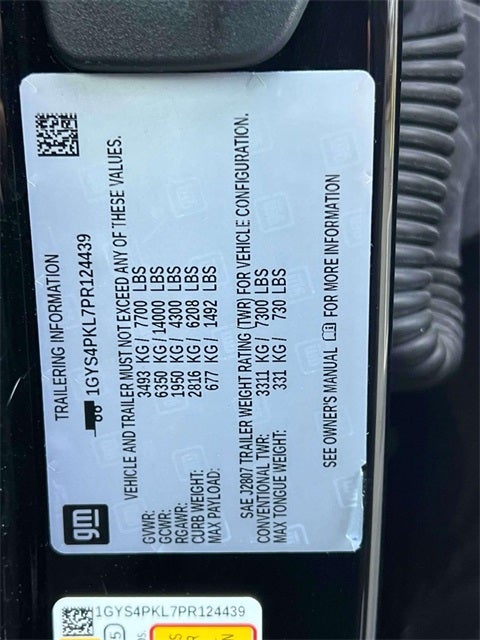 TRAILERING INFORMATION
gm
1GYS4PKL7PR124439
VEHICLE AND TRAILER MUST NOT EXCEED ANY OF THESE VALUES.
GVWR: 3493 KG / 7700 LBS
GCWR: 6350 KG / 14000 LBS
RGAWR: 1950 KG / 4300 LBS
CURB WEIGHT: 2816 KG / 6208 LBS
MAX PAYLOAD: 677 KG / 1492 LBS
SAE J2807 TRAILER WEIGHT RATING (TWR) FOR VEHICLE CONFIGURATION.
CONVENTIONAL TWR: 3311 KG / 7300 LBS
MAX TONGUE WEIGHT: 331 KG / 730 LBS
SEE OWNER'S MANUAL FOR MORE INFORMATION
1GYS4PKL7PR124439